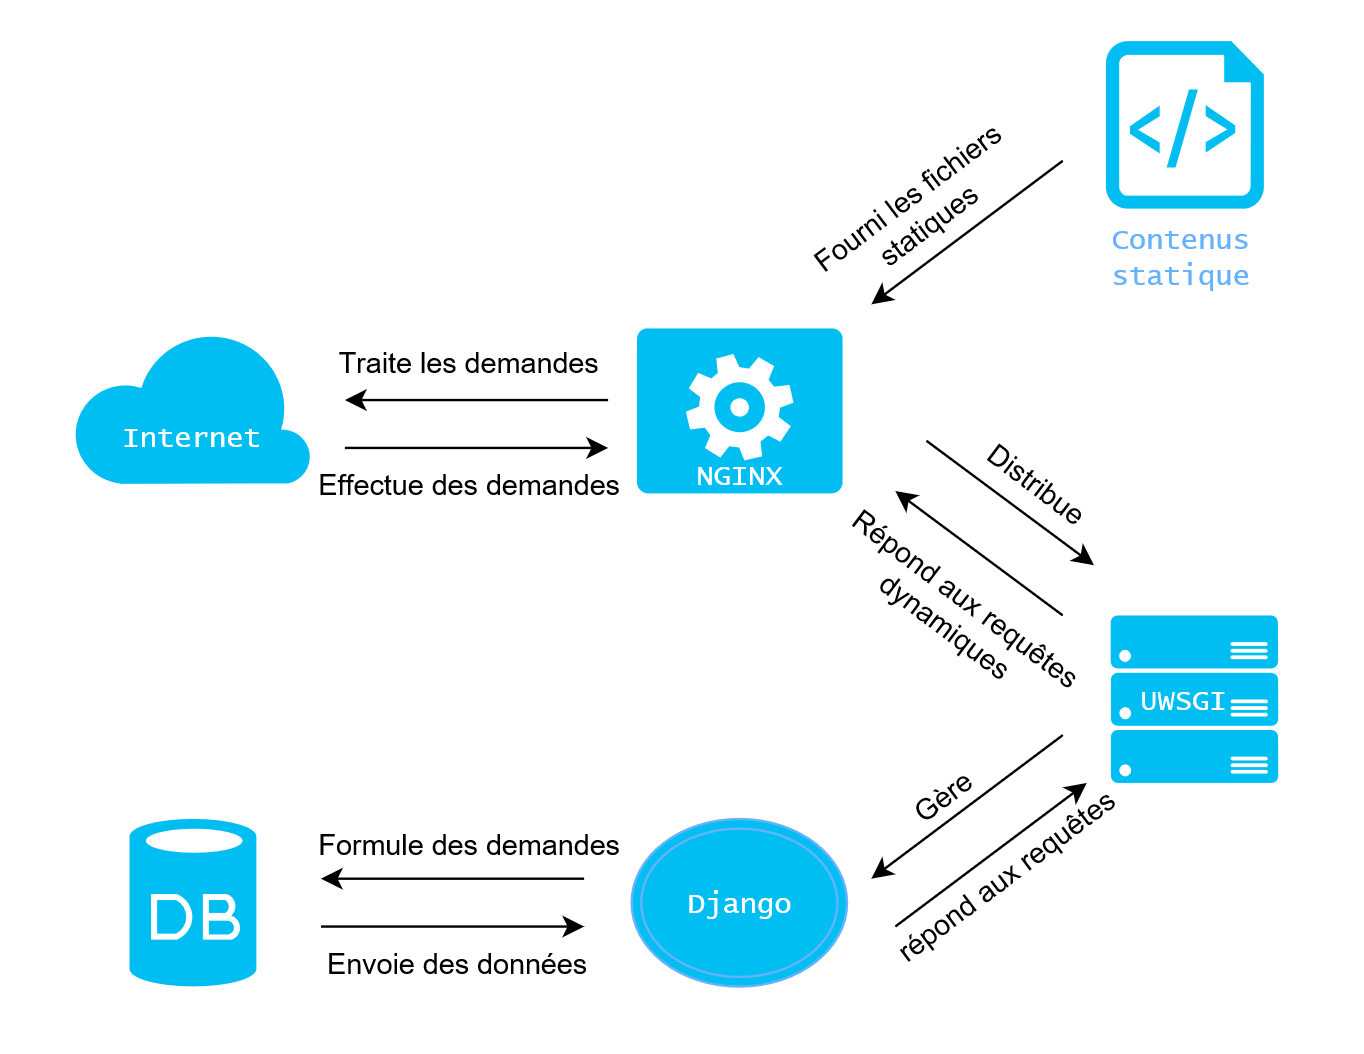 Fourni les fichiers
statiques
Contenus
statique
Traite les demandes
Internet
Effectue des demandes
NGINX
Distribue
Répond aux requêtes
dynamiques
UWSGI
Gère
répond aux requêtes
Formule des demandes
DB
Django
Envoie des données